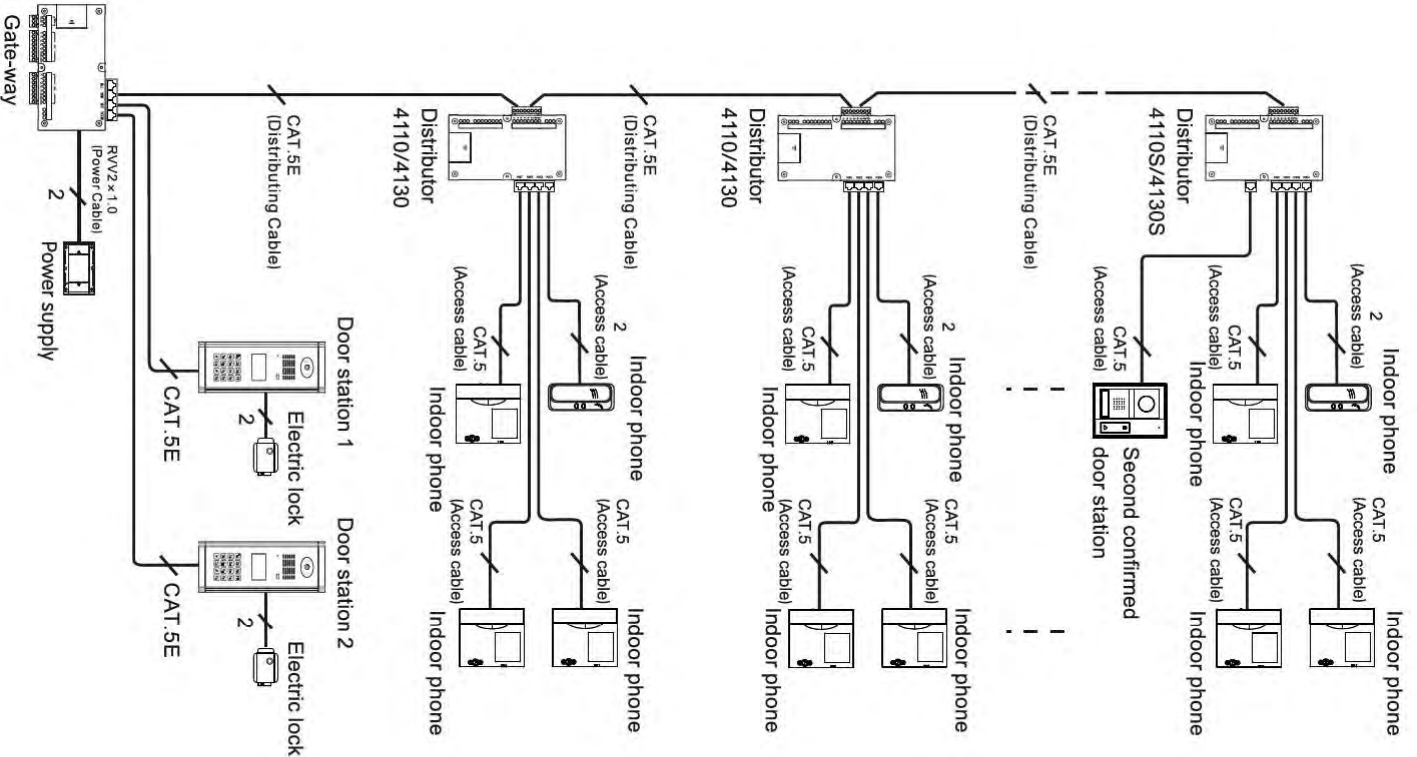 Gate-way
RVV2×1.0
(Power Cable)
2
Power supply
CAT.5E
(Distributing Cable)
Door station 1
CAT.5E
2
Electric lock
Door station 2
CAT.5E
2
Electric lock
Distributor
4110/4130
CAT.5E
(Distributing Cable)
2
(Access cable)
Indoor phone
CAT.5
(Access cable)
Indoor phone
CAT.5
(Access cable)
Indoor phone
CAT.5
(Access cable)
Indoor phone
Distributor
4110/4130
CAT.5E
(Distributing Cable)
2
(Access cable)
Indoor phone
CAT.5
(Access cable)
Indoor phone
CAT.5
(Access cable)
Indoor phone
CAT.5
(Access cable)
Indoor phone
Distributor
4110S/4130S
2
(Access cable)
Indoor phone
CAT.5
(Access cable)
Indoor phone
CAT.5
(Access cable)
Second confirmed
door station
CAT.5
(Access cable)
Indoor phone
CAT.5
(Access cable)
Indoor phone